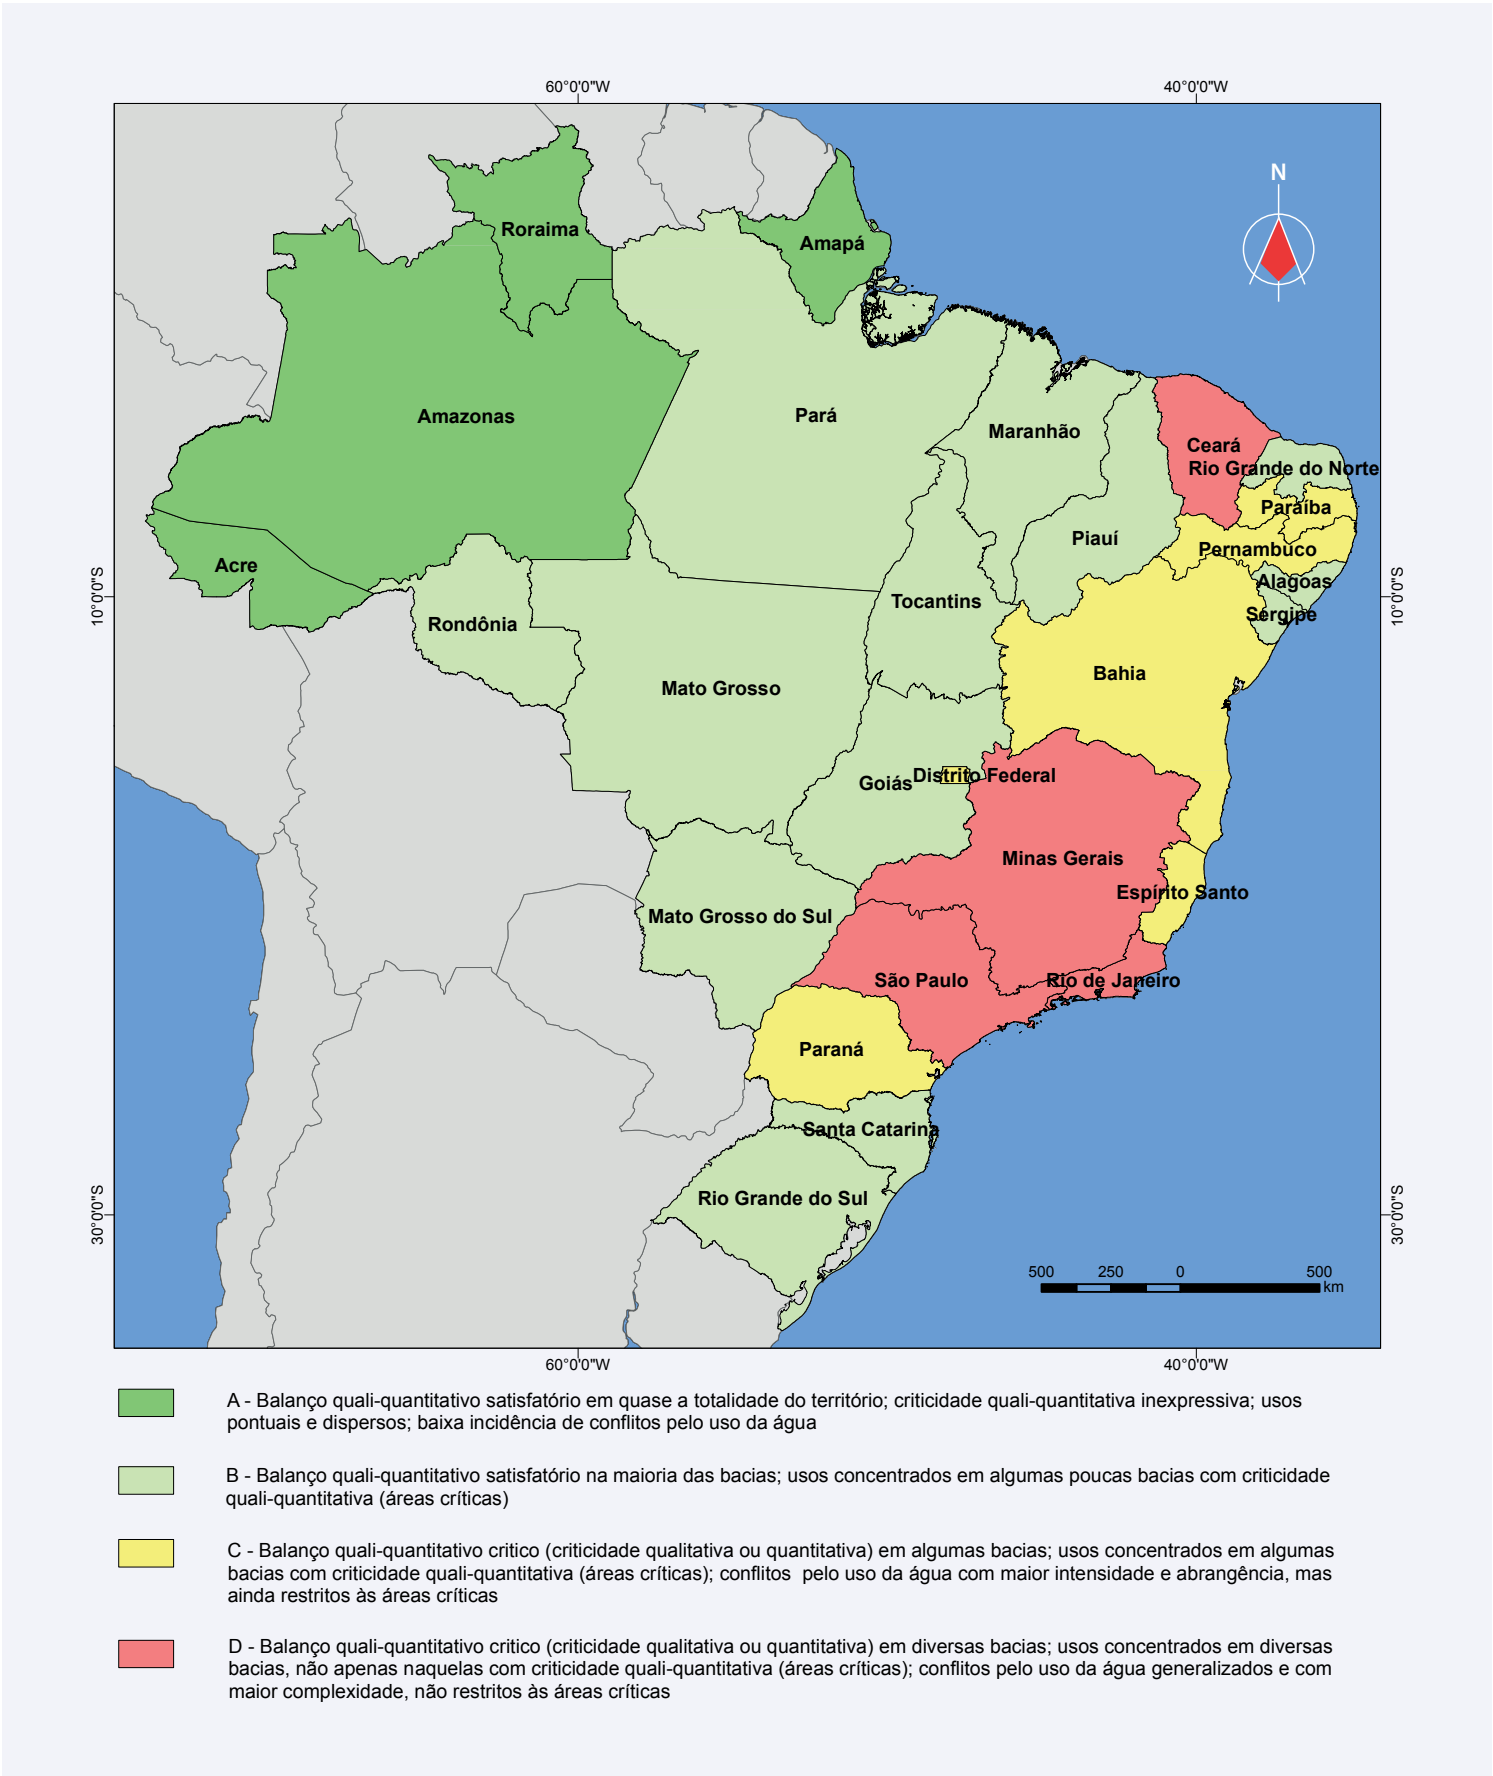 60°0'0"W
40°0'0"W
N
Roraima
Amapá
Amazonas
Pará
Maranhão
Ceará
Rio Grande do Norte
Paraíba
Piauí
Pernambuco
Acre
Alagoas
10°0'0"S
10°0'0"S
Tocantins
Sergipe
Rondônia
Bahia
Mato Grosso
Distrito Federal
Goiás
Minas Gerais
Espírito Santo
Mato Grosso do Sul
São Paulo
Rio de Janeiro
Paraná
Santa Catarina
Rio Grande do Sul
30°0'0"S
30°0'0"S
500 250 0 500
km
60°0'0"W
40°0'0"W
A - Balanço quali-quantitativo satisfatório em quase a totalidade do território; criticidade quali-quantitativa inexpressiva; usos
pontuais e dispersos; baixa incidência de conflitos pelo uso da água
B - Balanço quali-quantitativo satisfatório na maioria das bacias; usos concentrados em algumas poucas bacias com criticidade
quali-quantitativa (áreas críticas)
C - Balanço quali-quantitativo critico (criticidade qualitativa ou quantitativa) em algumas bacias; usos concentrados em algumas
bacias com criticidade quali-quantitativa (áreas críticas); conflitos pelo uso da água com maior intensidade e abrangência, mas
ainda restritos às áreas críticas
D - Balanço quali-quantitativo critico (criticidade qualitativa ou quantitativa) em diversas bacias; usos concentrados em diversas
bacias, não apenas naquelas com criticidade quali-quantitativa (áreas críticas); conflitos pelo uso da água generalizados e com
maior complexidade, não restritos às áreas críticas